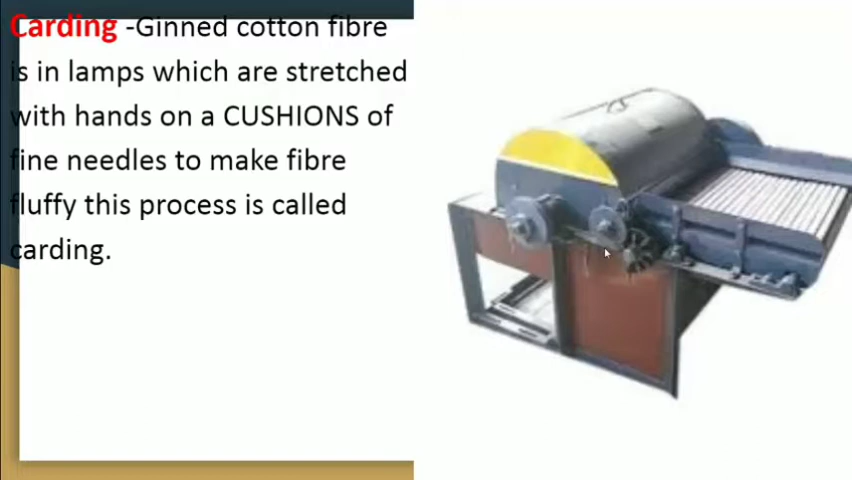 Carding -Ginned cotton fibre
is in lamps which are stretched
with hands on a CUSHIONS of
fine needles to make fibre
fluffy this process is called
carding.